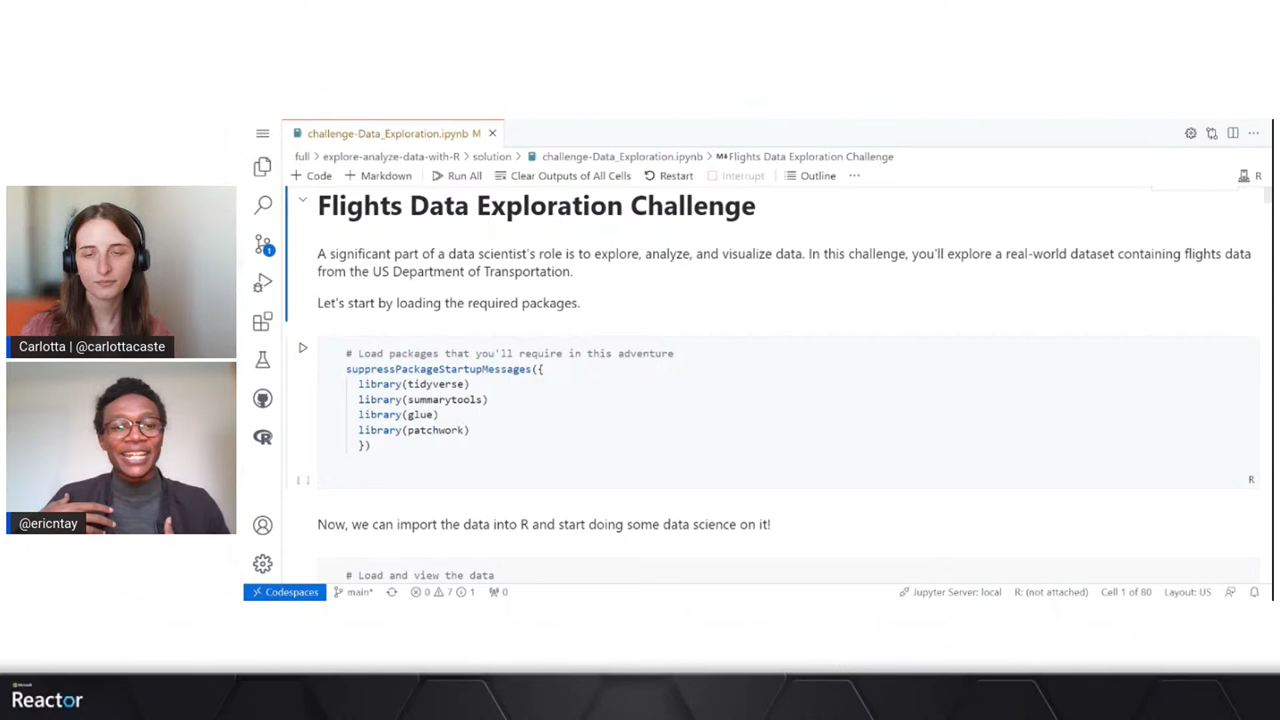 challenge-Data_Exploration.ipynb M
full > explore-analyze-data-with-R > solution > challenge-Data_Exploration.ipynb > M↓Flights Data Exploration Challenge
+ Code + Markdown Run All Clear Outputs of All Cells Restart Interrupt Outline ... R
Flights Data Exploration Challenge
A significant part of a data scientist's role is to explore, analyze, and visualize data. In this challenge, you'll explore a real-world dataset containing flights data
from the US Department of Transportation.
Let's start by loading the required packages.
# Load packages that you'll require in this adventure
suppressPackageStartupMessages({
library(tidyverse)
library(summarytools)
library(glue)
library(patchwork)
})
[ ] R
Now, we can import the data into R and start doing some data science on it!
# Load and view the data
1
R
Codespaces main* 0 7 1 0 Jupyter Server: local R: (not attached) Cell 1 of 80 Layout: US
Carlotta | @carlottacaste
@ericntay
Microsoft
Reactor